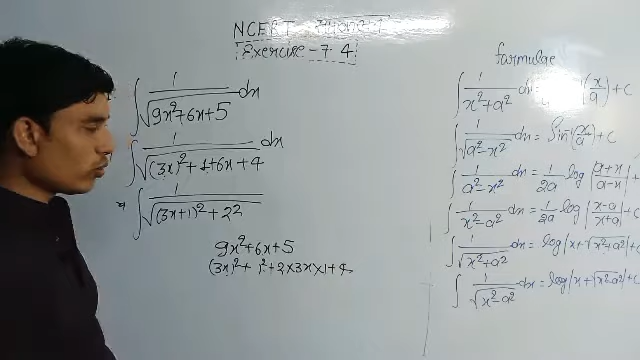 NCERT
Exercise-7.4
∫ 1/√(9x²+6x+5) dx
∫ 1/√((3x)²+1+6x+4) dx
∫ 1/√((3x+1)²+2²)
9x²+6x+5
(3x)²+1²+2×3x×1+4
formulae
∫ 1/(x²+a²) dx = (x/a)+c
∫ 1/√(a²-x²) dx = Sin⁻¹(x/a)+c
∫ 1/(a²-x²) dx = 1/2a log|(a+x)/(a-x)|+
∫ 1/(x²-a²) dx = 1/2a log|(x-a)/(x+a)|+c
∫ 1/√(x²+a²) dx = log|x+√(x²+a²)|+c
∫ 1/√(x²-a²) dx = log|x+√(x²-a²)|+c